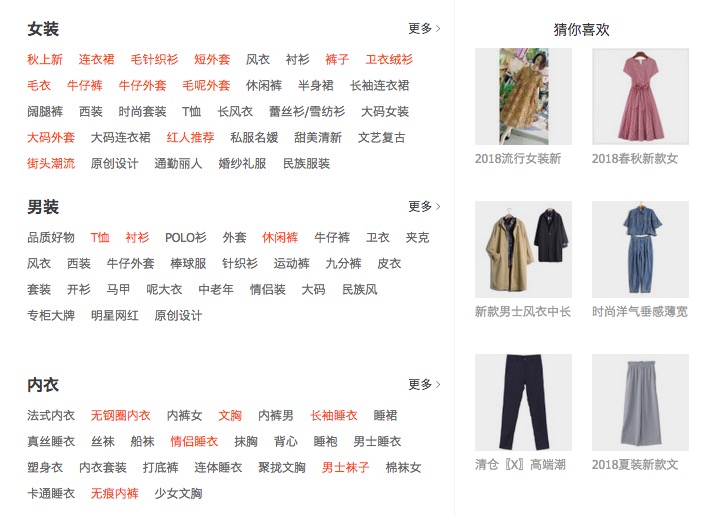 女装 更多
秋上新 连衣裙 毛针织衫 短外套 风衣 衬衫 裤子 卫衣绒衫
毛衣 牛仔裤 牛仔外套 毛呢外套 休闲裤 半身裙 长袖连衣裙
阔腿裤 西装 时尚套装 T恤 长风衣 蕾丝衫/雪纺衫 大码女装
大码外套 大码连衣裙 红人推荐 私服名媛 甜美清新 文艺复古
街头潮流 原创设计 通勤丽人 婚纱礼服 民族服装
男装 更多
品质好物 T恤 衬衫 POLO衫 外套 休闲裤 牛仔裤 卫衣 夹克
风衣 西装 牛仔外套 棒球服 针织衫 运动裤 九分裤 皮衣
套装 开衫 马甲 呢大衣 中老年 情侣装 大码 民族风
专柜大牌 明星网红 原创设计
内衣 更多
法式内衣 无钢圈内衣 内裤女 文胸 内裤男 长袖睡衣 睡裙
真丝睡衣 丝袜 船袜 情侣睡衣 抹胸 背心 睡袍 男士睡衣
塑身衣 内衣套装 打底裤 连体睡衣 聚拢文胸 男士袜子 棉袜女
卡通睡衣 无痕内裤 少女文胸
猜你喜欢
2018流行女装新 2018春秋新款女
新款男士风衣中长 时尚洋气垂感薄宽
清仓〖X〗高端潮 2018夏装新款文